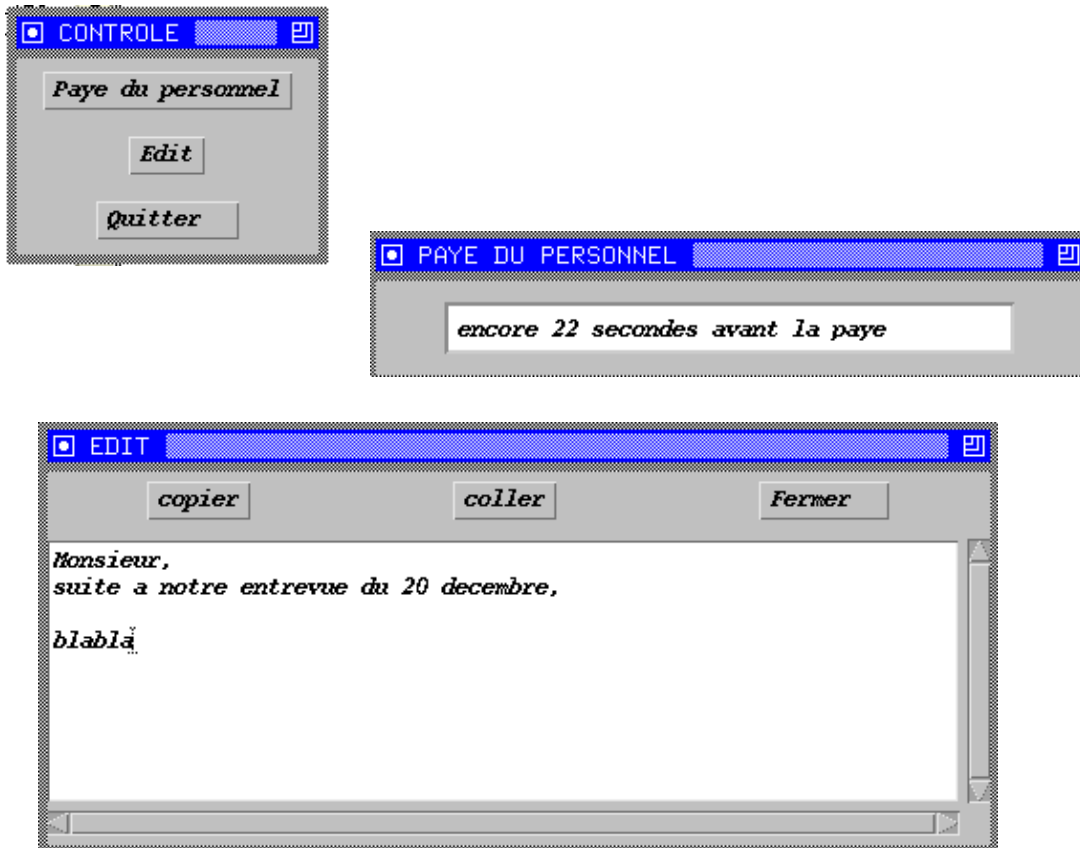 CONTROLE
Paye du personnel
Edit
Quitter
PAYE DU PERSONNEL
encore 22 secondes avant la paye
EDIT
copier coller Fermer
Monsieur,
suite a notre entrevue du 20 decembre,
blabla